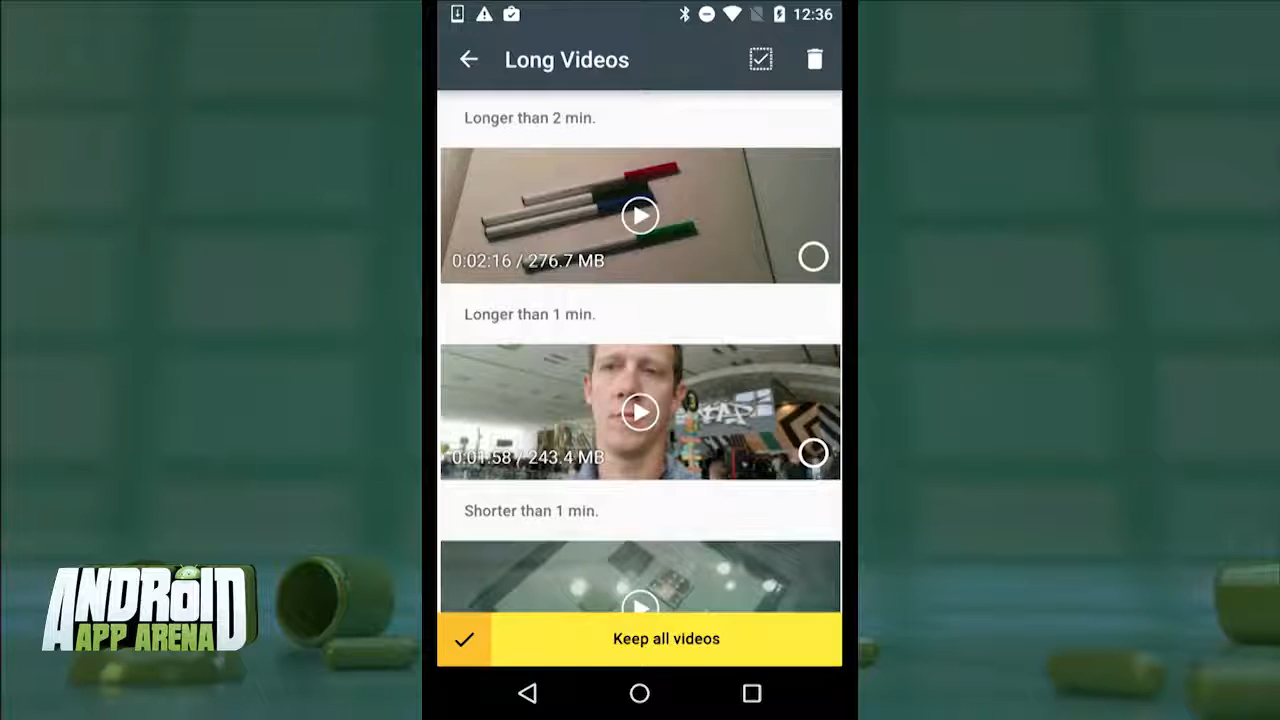 12:36
Long Videos
Longer than 2 min.
0:02:16 / 276.7 MB
Longer than 1 min.
0:01:58 / 243.4 MB
Shorter than 1 min.
Keep all videos
ANDROID
APP ARENA